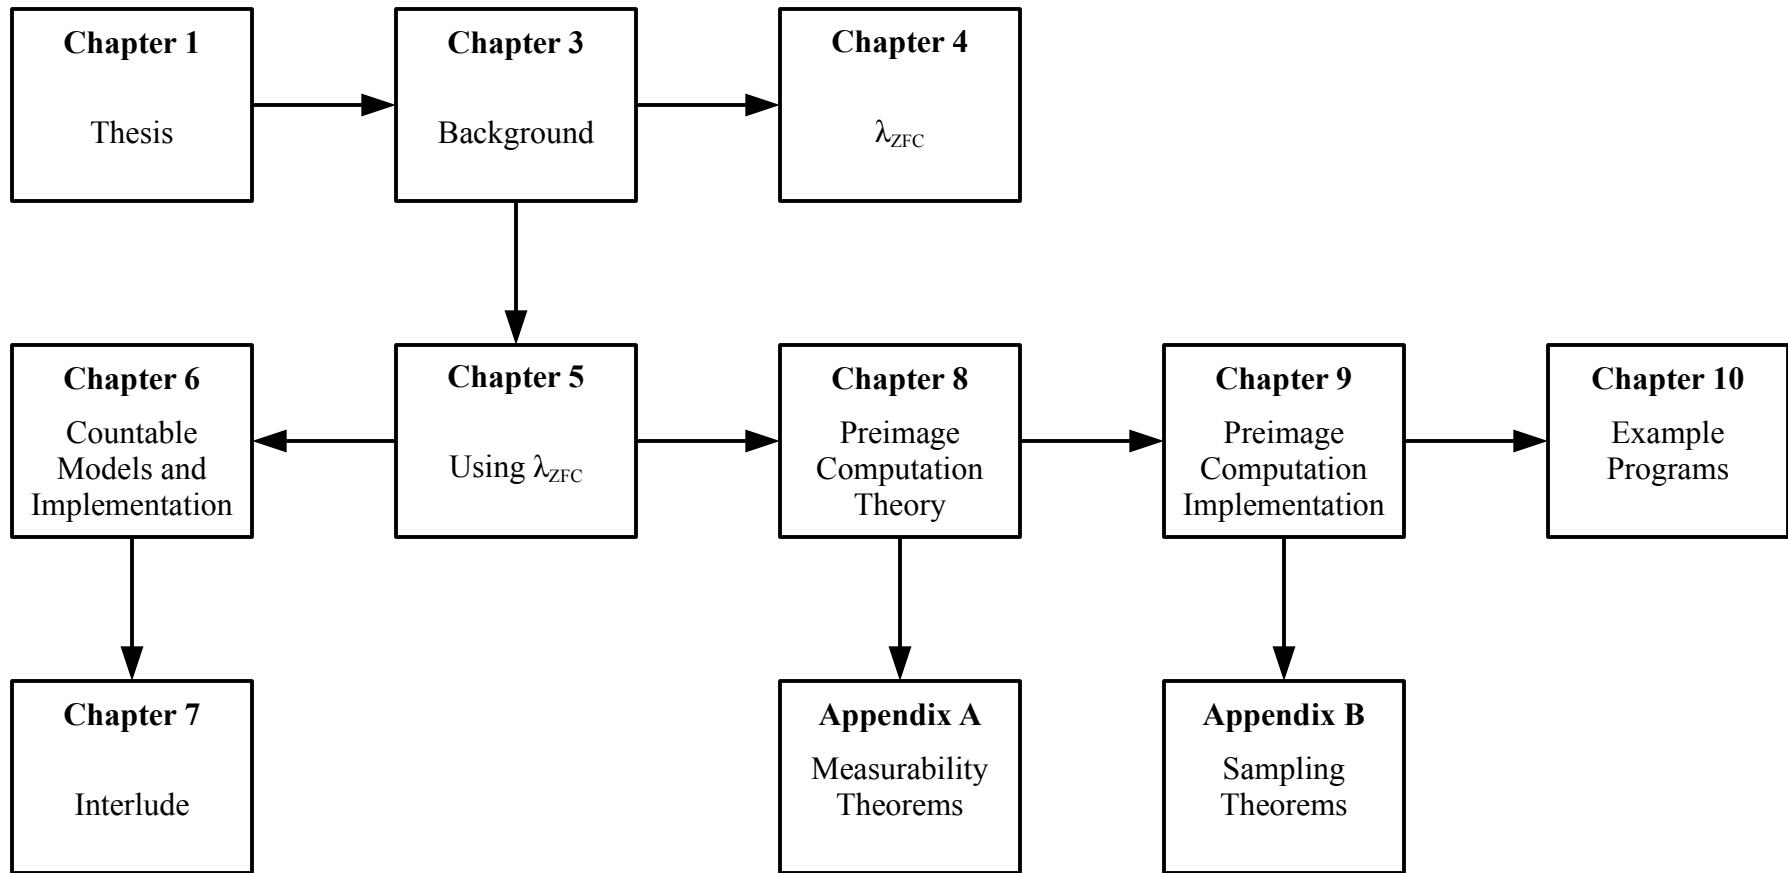 Chapter 1
Thesis
Chapter 3
Background
Chapter 4
λZFC
Chapter 6
Countable
Models and
Implementation
Chapter 5
Using λZFC
Chapter 8
Preimage
Computation
Theory
Chapter 9
Preimage
Computation
Implementation
Chapter 10
Example
Programs
Chapter 7
Interlude
Appendix A
Measurability
Theorems
Appendix B
Sampling
Theorems